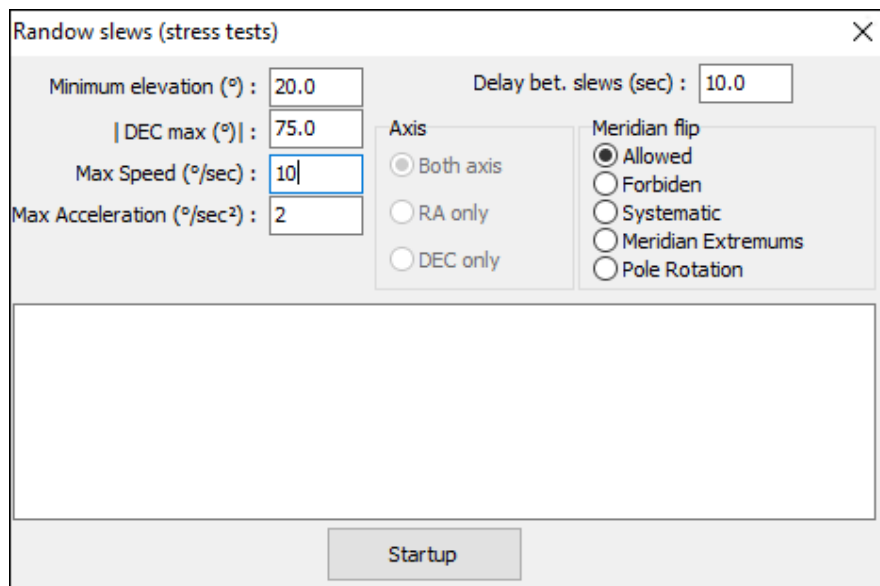 Randow slews (stress tests)
Minimum elevation (°) : 20.0
Delay bet. slews (sec) : 10.0
| DEC max (°)| : 75.0
Max Speed (°/sec) : 10
Max Acceleration (°/sec²) : 2
Axis
Both axis
RA only
DEC only
Meridian flip
Allowed
Forbiden
Systematic
Meridian Extremums
Pole Rotation
Startup